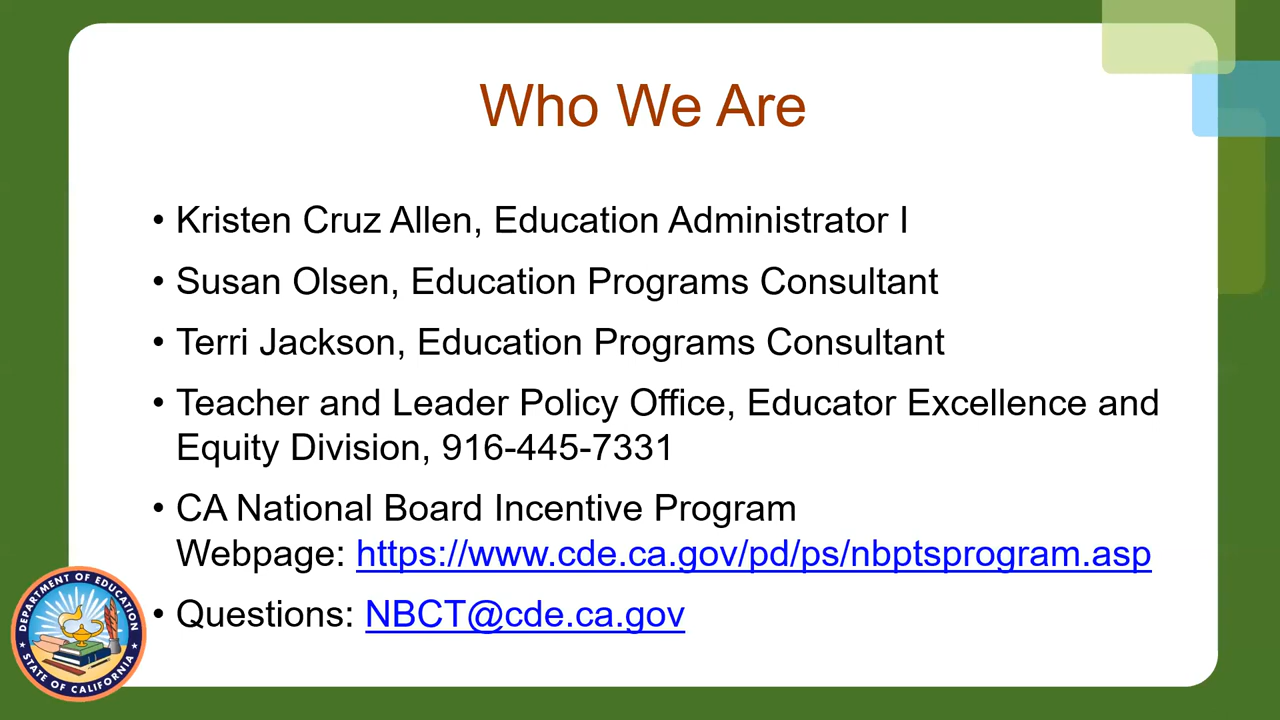 Who We Are
• Kristen Cruz Allen, Education Administrator I
• Susan Olsen, Education Programs Consultant
• Terri Jackson, Education Programs Consultant
• Teacher and Leader Policy Office, Educator Excellence and
Equity Division, 916-445-7331
• CA National Board Incentive Program
Webpage: https://www.cde.ca.gov/pd/ps/nbptsprogram.asp
• Questions: NBCT@cde.ca.gov
DEPARTMENT OF EDUCATION
STATE OF CALIFORNIA